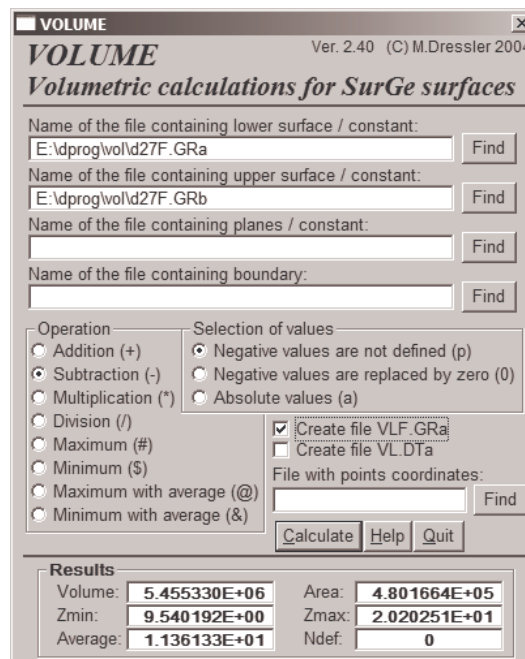 VOLUME
VOLUME Ver. 2.40 (C) M.Dressler 2004
Volumetric calculations for SurGe surfaces
Name of the file containing lower surface / constant:
E:\dprog\vol\d27F.GRa Find
Name of the file containing upper surface / constant:
E:\dprog\vol\d27F.GRb Find
Name of the file containing planes / constant:
Find
Name of the file containing boundary:
Find
Operation
Addition (+)
Subtraction (-)
Multiplication (*)
Division (/)
Maximum (#)
Minimum ($)
Maximum with average (@)
Minimum with average (&)
Selection of values
Negative values are not defined (p)
Negative values are replaced by zero (0)
Absolute values (a)
Create file VLF.GRa
Create file VL.DTa
File with points coordinates:
Find
Calculate Help Quit
Results
Volume: 5.455330E+06 Area: 4.801664E+05
Zmin: 9.540192E+00 Zmax: 2.020251E+01
Average: 1.136133E+01 Ndef: 0